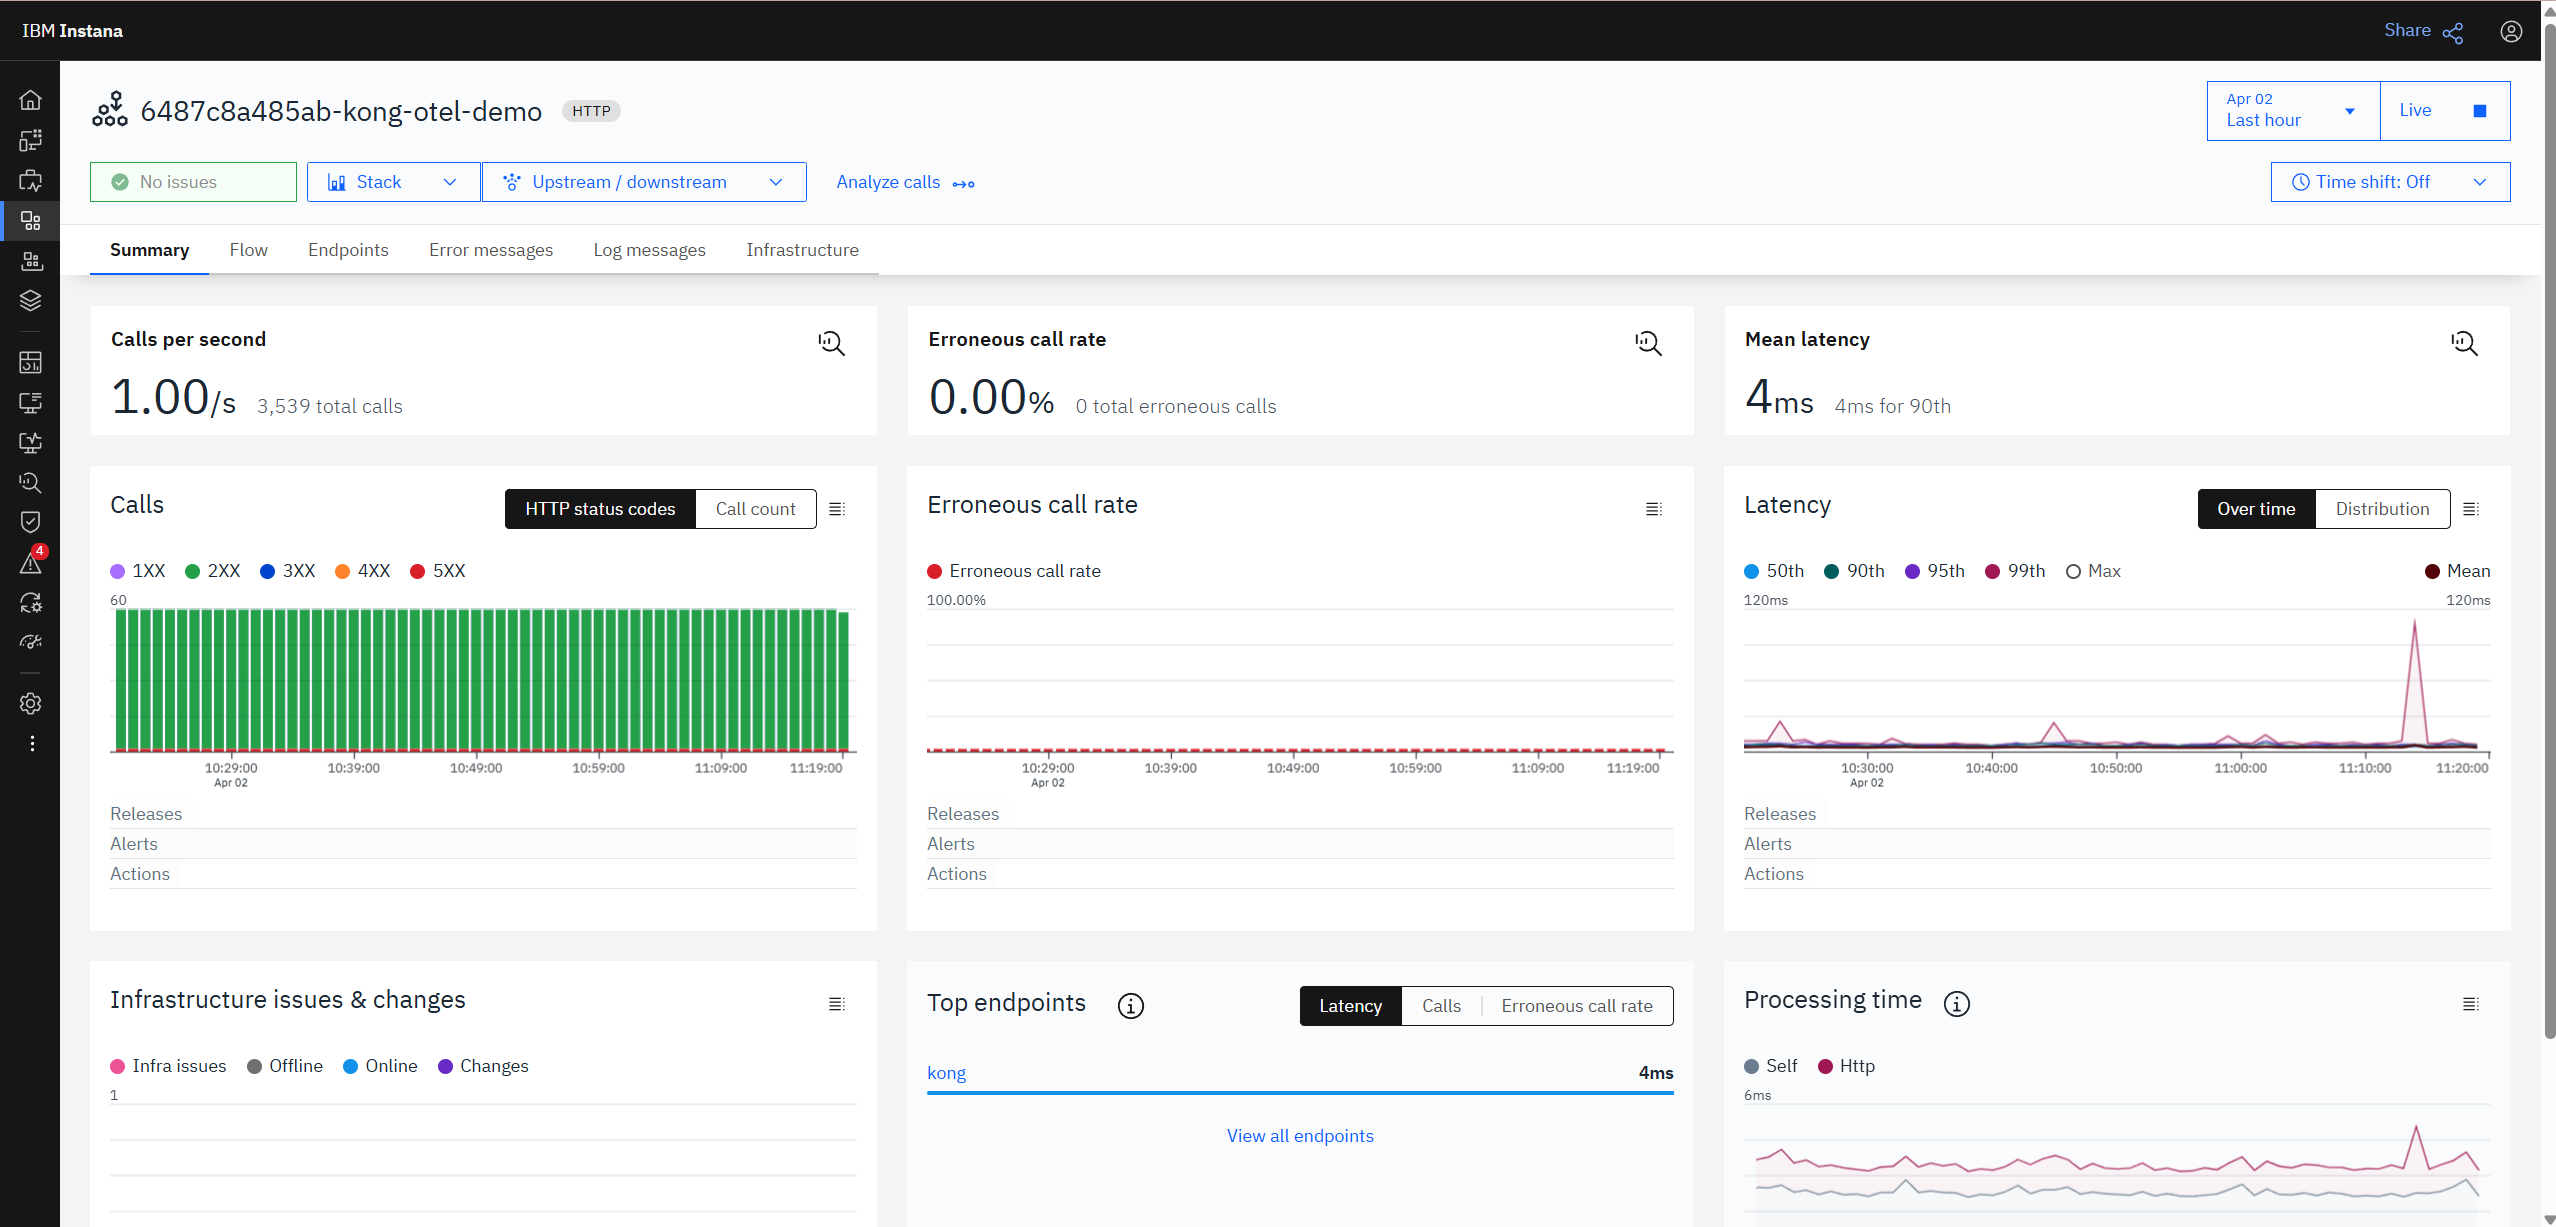 IBM Instana
Share
6487c8a485ab-kong-otel-demo HTTP
Apr 02
Last hour
Live
No issues
Stack
Upstream / downstream
Analyze calls
Time shift: Off
Summary Flow Endpoints Error messages Log messages Infrastructure
Calls per second
1.00/s 3,539 total calls
Erroneous call rate
0.00% 0 total erroneous calls
Mean latency
4ms 4ms for 90th
4
Calls
HTTP status codes Call count
1XX 2XX 3XX 4XX 5XX
60
10:29:00 10:39:00 10:49:00 10:59:00 11:09:00 11:19:00
Apr 02
Releases
Alerts
Actions
Erroneous call rate
Erroneous call rate
100.00%
10:29:00 10:39:00 10:49:00 10:59:00 11:09:00 11:19:00
Apr 02
Releases
Alerts
Actions
Latency
Over time Distribution
50th 90th 95th 99th Max Mean
120ms 120ms
10:30:00 10:40:00 10:50:00 11:00:00 11:10:00 11:20:00
Apr 02
Releases
Alerts
Actions
Infrastructure issues & changes
Infra issues Offline Online Changes
1
Top endpoints
Latency Calls Erroneous call rate
kong 4ms
View all endpoints
Processing time
Self Http
6ms